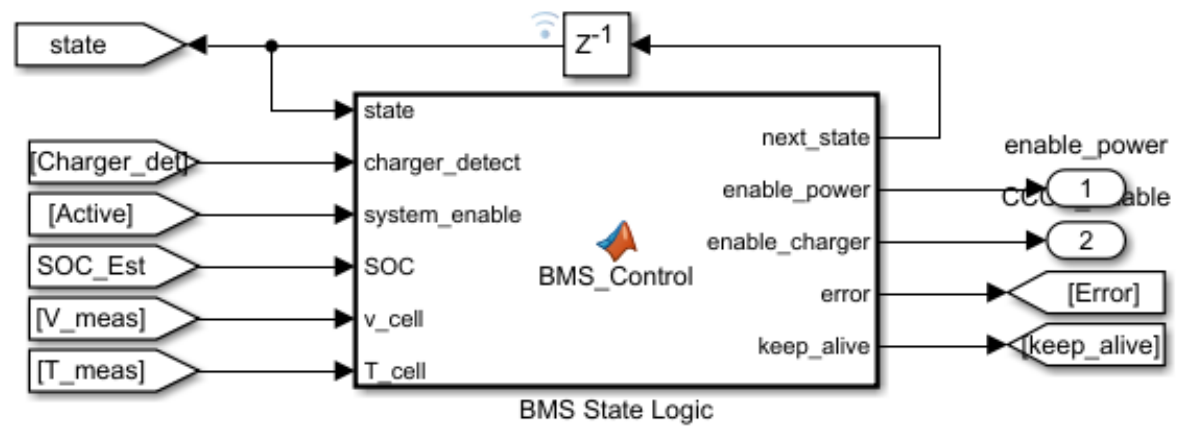 state
Z-1
state
next_state
[Charger_det]
charger_detect
enable_power
[Active]
system_enable
enable_power
1
SOC_Est
SOC
enable_charger
2
BMS_Control
[V_meas]
v_cell
error
[Error]
[T_meas]
T_cell
keep_alive
[keep_alive]
BMS State Logic